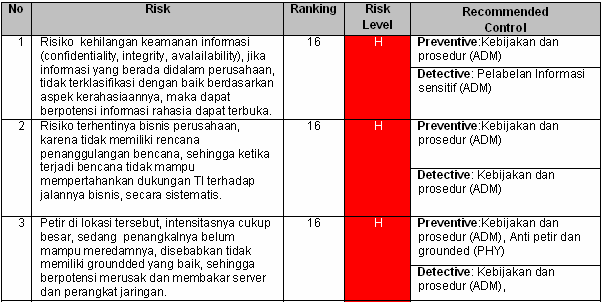 No Risk Ranking Risk Level Recommended Control
1 Risiko kehilangan keamanan informasi 16 H Preventive:Kebijakan dan
(confidentiality, integrity, avalailability), jika prosedur (ADM)
informasi yang berada didalam perusahaan, Detective: Pelabelan Informasi
tidak terklasifikasi dengan baik berdasarkan sensitif (ADM)
aspek kerahasiaannya, maka dapat
berpotensi informasi rahasia dapat terbuka.
2 Risiko terhentinya bisnis perusahaan, 16 H Preventive:Kebijakan dan
karena tidak memiliki rencana prosedur (ADM)
penanggulangan bencana, sehingga ketika
terjadi bencana tidak mampu Detective: Kebijakan dan
mempertahankan dukungan TI terhadap prosedur (ADM)
jalannya bisnis, secara sistematis.
3 Petir di lokasi tersebut, intensitasnya cukup 16 H Preventive:Kebijakan dan
besar, sedang penangkalnya belum prosedur (ADM), Anti petir dan
mampu meredamnya, disebabkan tidak grounded (PHY)
memiliki groundded yang baik, sehingga
berpotensi merusak dan membakar server Detective: Kebijakan dan
dan perangkat jaringan. prosedur (ADM),